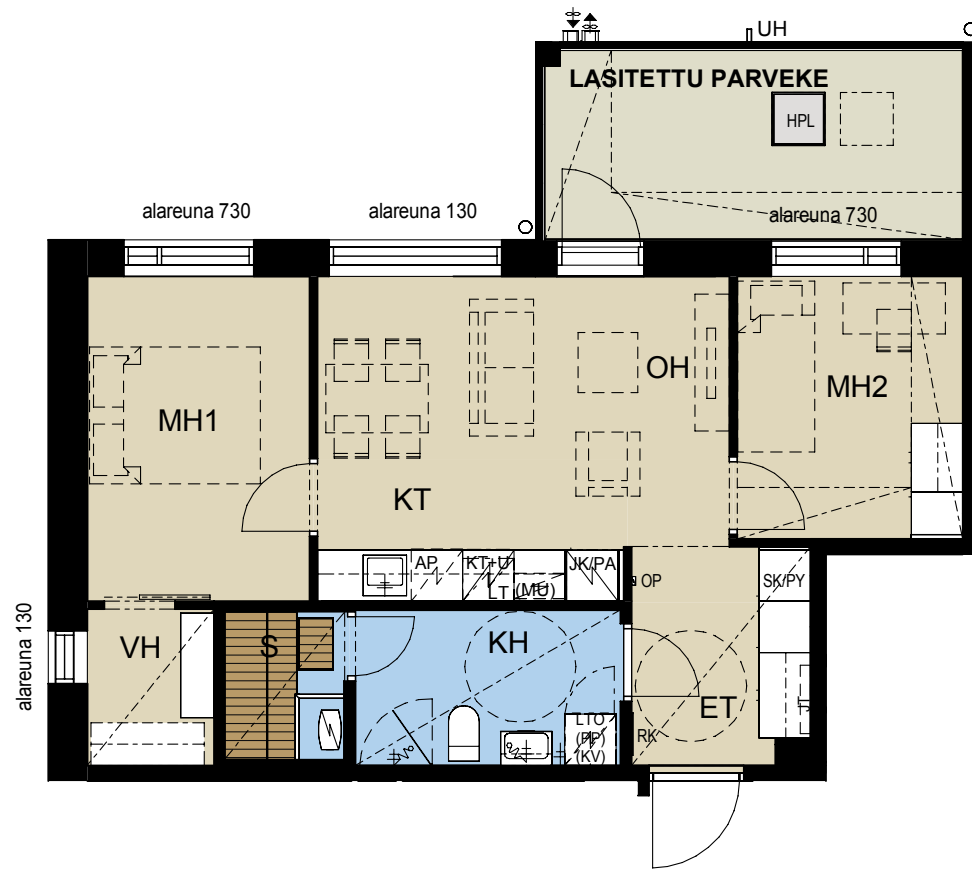 UH
LASITETTU PARVEKE
HPL
alareuna 730
alareuna 130
alareuna 730
OH
MH1
MH2
KT
AP
KT+U
JK/PA
LT
(MU)
OP
SK/PY
alareuna 130
VH
S
KH
ET
LTO
(PP)
(KV)
RK